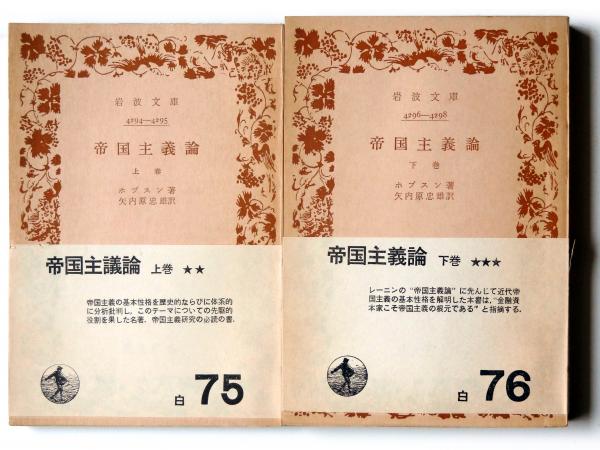 岩波文庫
4294—4295
帝国主義論
上巻
ホブスン著
矢内原忠雄訳
帝国主議論 上巻 ★★
帝国主義の基本性格を歴史的ならびに体系的
に分析批判し，このテーマについての先駆的
役割を果した名著．帝国主義研究の必読の書．
白 75
岩波文庫
4296—4298
帝国主義論
下巻
ホブスン著
矢内原忠雄訳
帝国主義論 下巻 ★★★
レーニンの“帝国主義論”に先んじて近代帝
国主義の基本性格を解明した本書は，“金融資
本家こそ帝国主義の根元である”と指摘する．
白 76